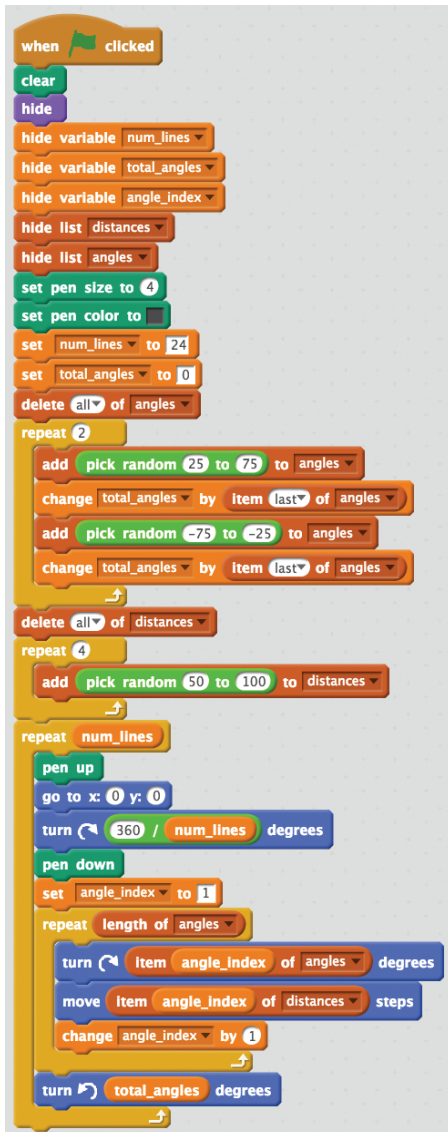 when clicked
clear
hide
hide variable num_lines
hide variable total_angles
hide variable angle_index
hide list distances
hide list angles
set pen size to 4
set pen color to
set num_lines to 24
set total_angles to 0
delete all of angles
repeat 2
add pick random 25 to 75 to angles
change total_angles by item last of angles
add pick random -75 to -25 to angles
change total_angles by item last of angles
delete all of distances
repeat 4
add pick random 50 to 100 to distances
repeat num_lines
pen up
go to x: 0 y: 0
turn 360 / num_lines degrees
pen down
set angle_index to 1
repeat length of angles
turn item angle_index of angles degrees
move item angle_index of distances steps
change angle_index by 1
turn total_angles degrees